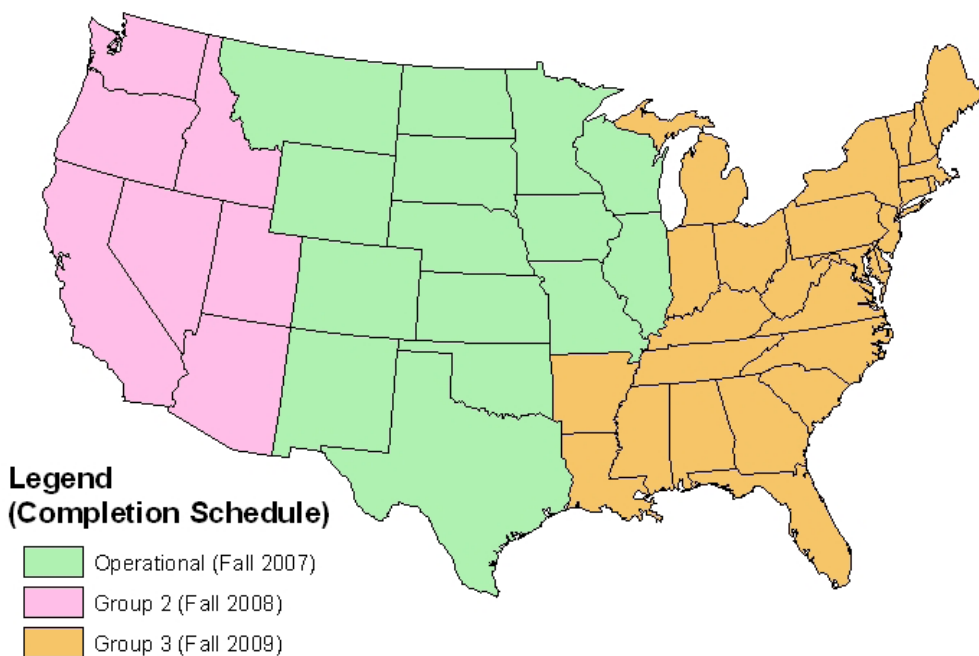 Legend
(Completion Schedule)
Operational (Fall 2007)
Group 2 (Fall 2008)
Group 3 (Fall 2009)